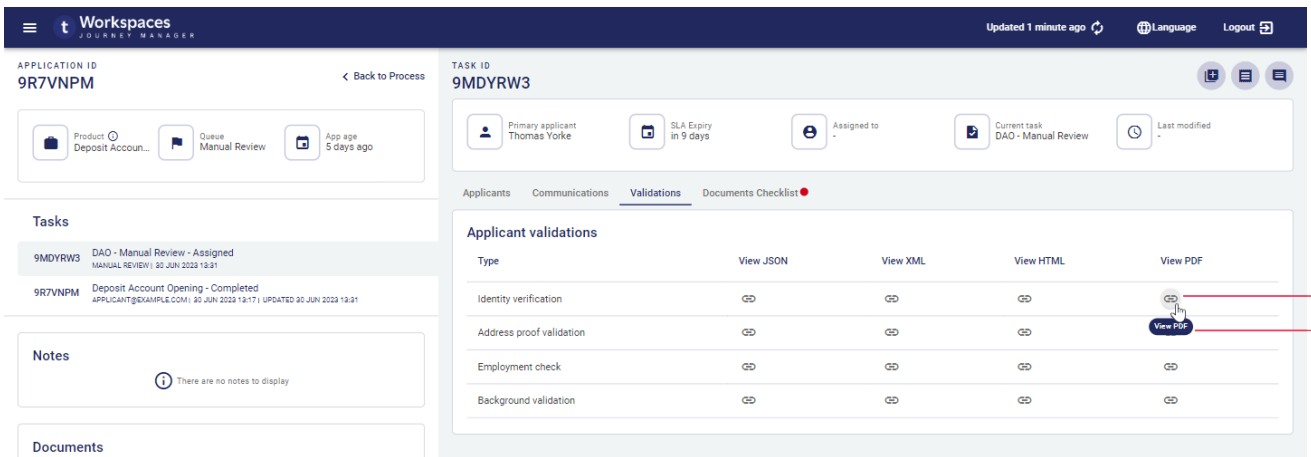 t Workspaces
JOURNEY MANAGER
Updated 1 minute ago
Language
Logout
APPLICATION ID
9R7VNPM
Back to Process
Product
Deposit Accoun...
Queue
Manual Review
App age
5 days ago
Tasks
9MDYRW3
DAO - Manual Review - Assigned
MANUAL REVIEW | 30 JUN 2023 13:31
9R7VNPM
Deposit Account Opening - Completed
APPLICANT@EXAMPLE.COM | 30 JUN 2023 13:17 | UPDATED 30 JUN 2023 13:31
Notes
There are no notes to display
Documents
TASK ID
9MDYRW3
Primary applicant
Thomas Yorke
SLA Expiry
in 9 days
Assigned to
-
Current task
DAO - Manual Review
Last modified
-
Applicants Communications Validations Documents Checklist
Applicant validations
Type View JSON View XML View HTML View PDF
Identity verification
Address proof validation
View PDF
Employment check
Background validation